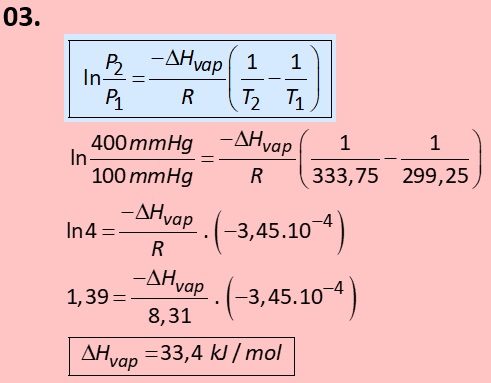 03.
ln P₂/P₁ = −ΔHvap/R (1/T₂ − 1/T₁)
ln 400 mmHg/100 mmHg = −ΔHvap/R (1/333,75 − 1/299,25)
ln4 = −ΔHvap/R . (−3,45.10⁻⁴)
1,39 = −ΔHvap/8,31 . (−3,45.10⁻⁴)
ΔHvap = 33,4 kJ / mol